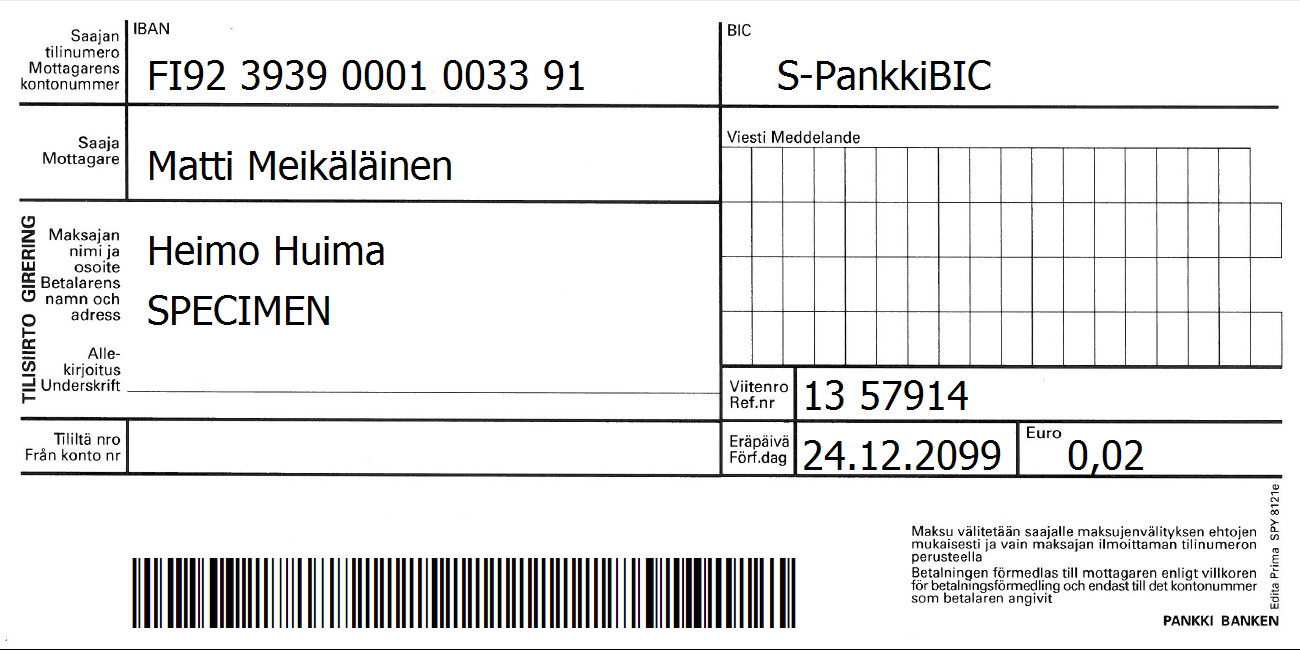 Saajan
tilinumero
Mottagarens
kontonummer
IBAN
FI92 3939 0001 0033 91
BIC
S-PankkiBIC
Saaja
Mottagare
Matti Meikäläinen
Viesti Meddelande
TILISIIRTO GIRERING
Maksajan
nimi ja
osoite
Betalarens
namn och
adress
Heimo Huima
SPECIMEN
Alle-
kirjoitus
Underskrift
Viitenro
Ref.nr
13 57914
Tililtä nro
Från konto nr
Eräpäivä
Förf.dag
24.12.2099
Euro
0,02
Maksu välitetään saajalle maksujenvälityksen ehtojen
mukaisesti ja vain maksajan ilmoittaman tilinumeron
perusteella
Betalningen förmedlas till mottagaren enligt villkoren
för betalningsförmedling och endast till det kontonummer
som betalaren angivit
PANKKI BANKEN
Edita Prima SPY 8121e